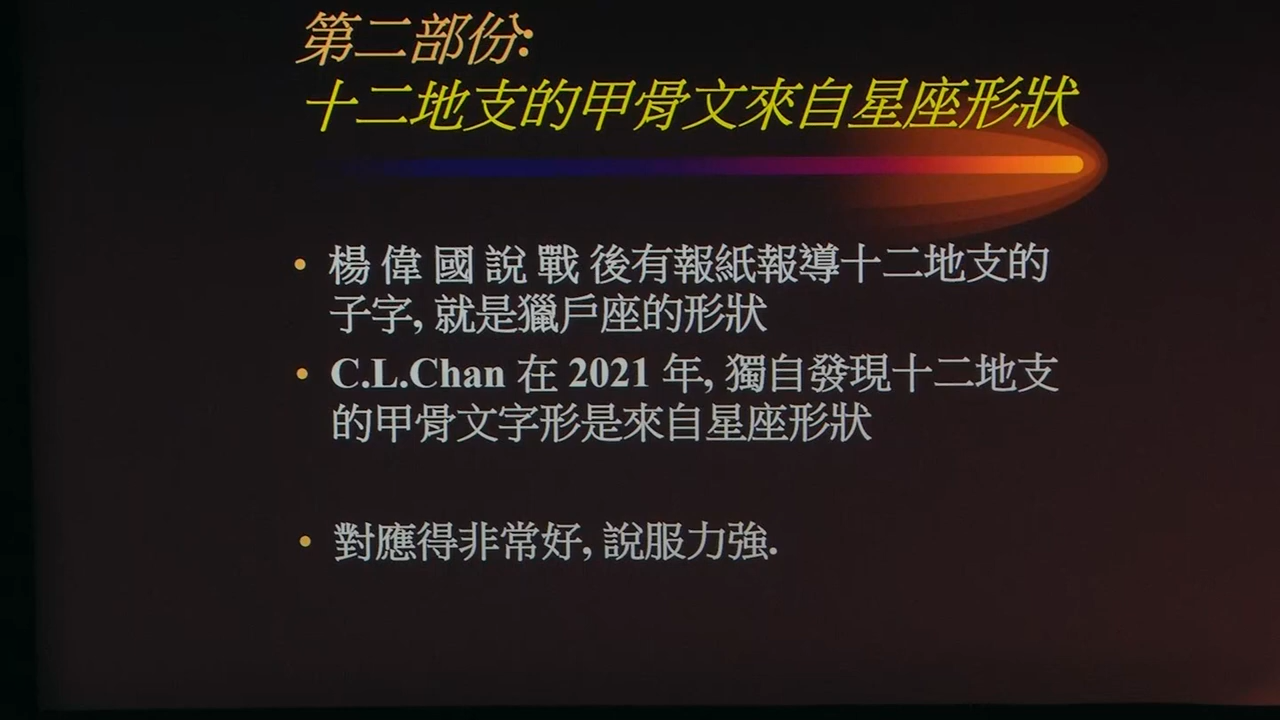 第二部份:
十二地支的甲骨文來自星座形狀
• 楊 偉 國 說 戰 後有報紙報導十二地支的
子字, 就是獵戶座的形狀
• C.L.Chan 在 2021 年, 獨自發現十二地支
的甲骨文字形是來自星座形狀
• 對應得非常好, 說服力強.